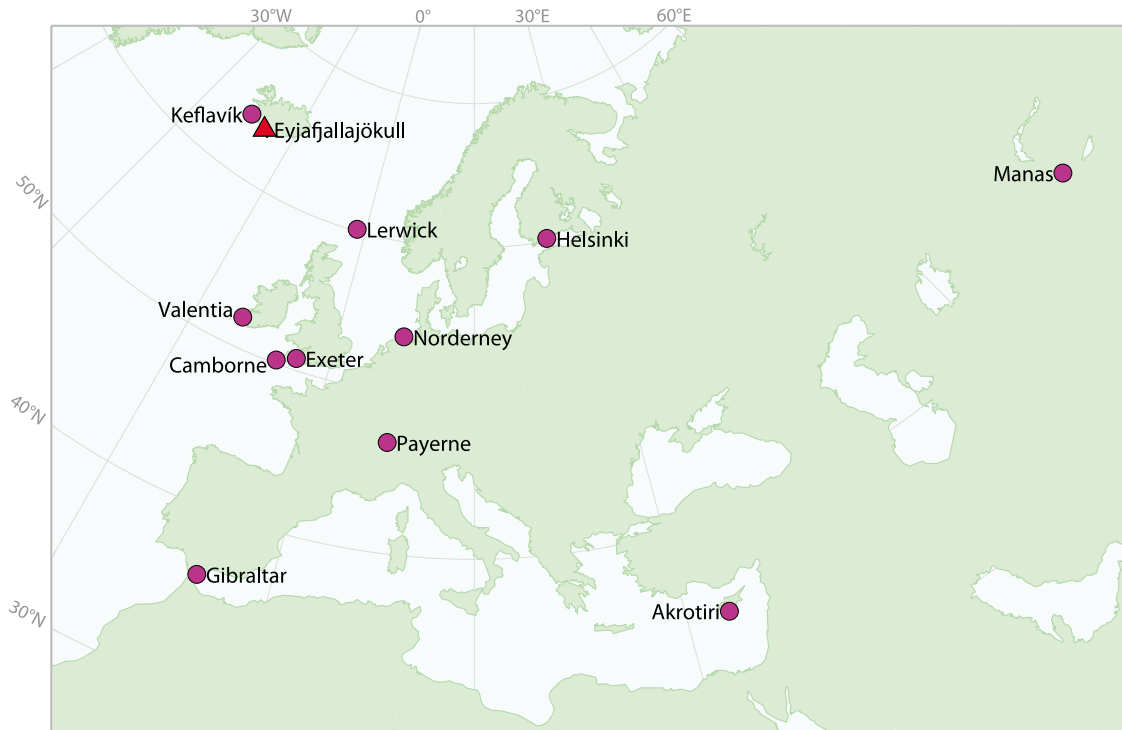 30°W
0°
30°E
60°E
Keflavík
Eyjafjallajökull
50°N
Manas
Lerwick
Helsinki
Valentia
Norderney
Camborne
Exeter
40°N
Payerne
Gibraltar
30°N
Akrotiri